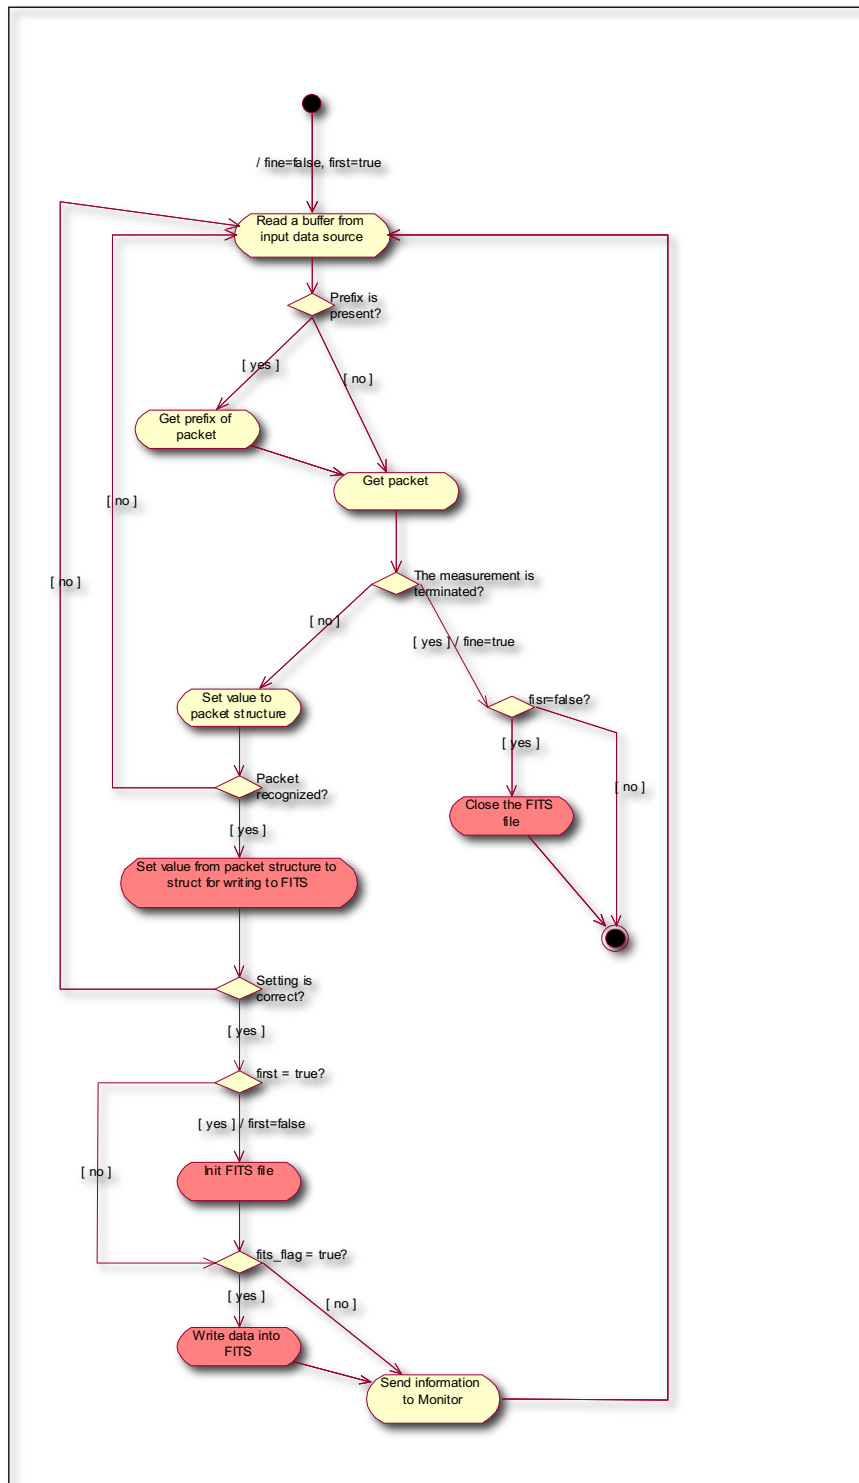 / fine=false, first=true
Read a buffer from
input data source
Prefix is
present?
[ yes ]
[ no ]
Get prefix of
packet
Get packet
[ no ]
The measurement is
terminated?
[ no ]
[ no ]
[ yes ] / fine=true
Set value to
packet structure
fisr=false?
[ yes ]
Packet
recognized?
[ no ]
Close the FITS
file
[ yes ]
Set value from packet structure to
struct for writing to FITS
Setting is
correct?
[ yes ]
first = true?
[ yes ] / first=false
[ no ]
Init FITS file
fits_flag = true?
[ yes ]
[ no ]
Write data into
FITS
Send information
to Monitor